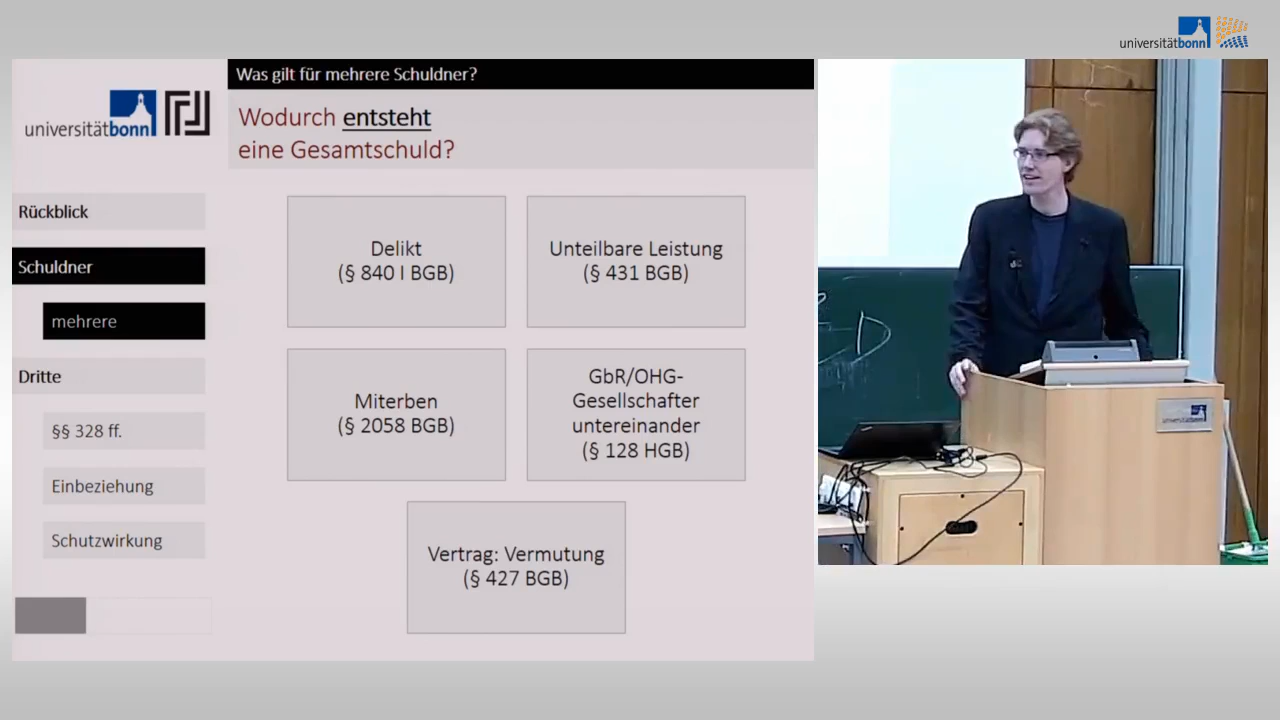 universitätbonn
Was gilt für mehrere Schuldner?
universitätbonn
Wodurch entsteht
eine Gesamtschuld?
Rückblick
Schuldner
mehrere
Dritte
§§ 328 ff.
Einbeziehung
Schutzwirkung
Delikt
(§ 840 I BGB)
Unteilbare Leistung
(§ 431 BGB)
Miterben
(§ 2058 BGB)
GbR/OHG-
Gesellschafter
untereinander
(§ 128 HGB)
Vertrag: Vermutung
(§ 427 BGB)
universitätbonn